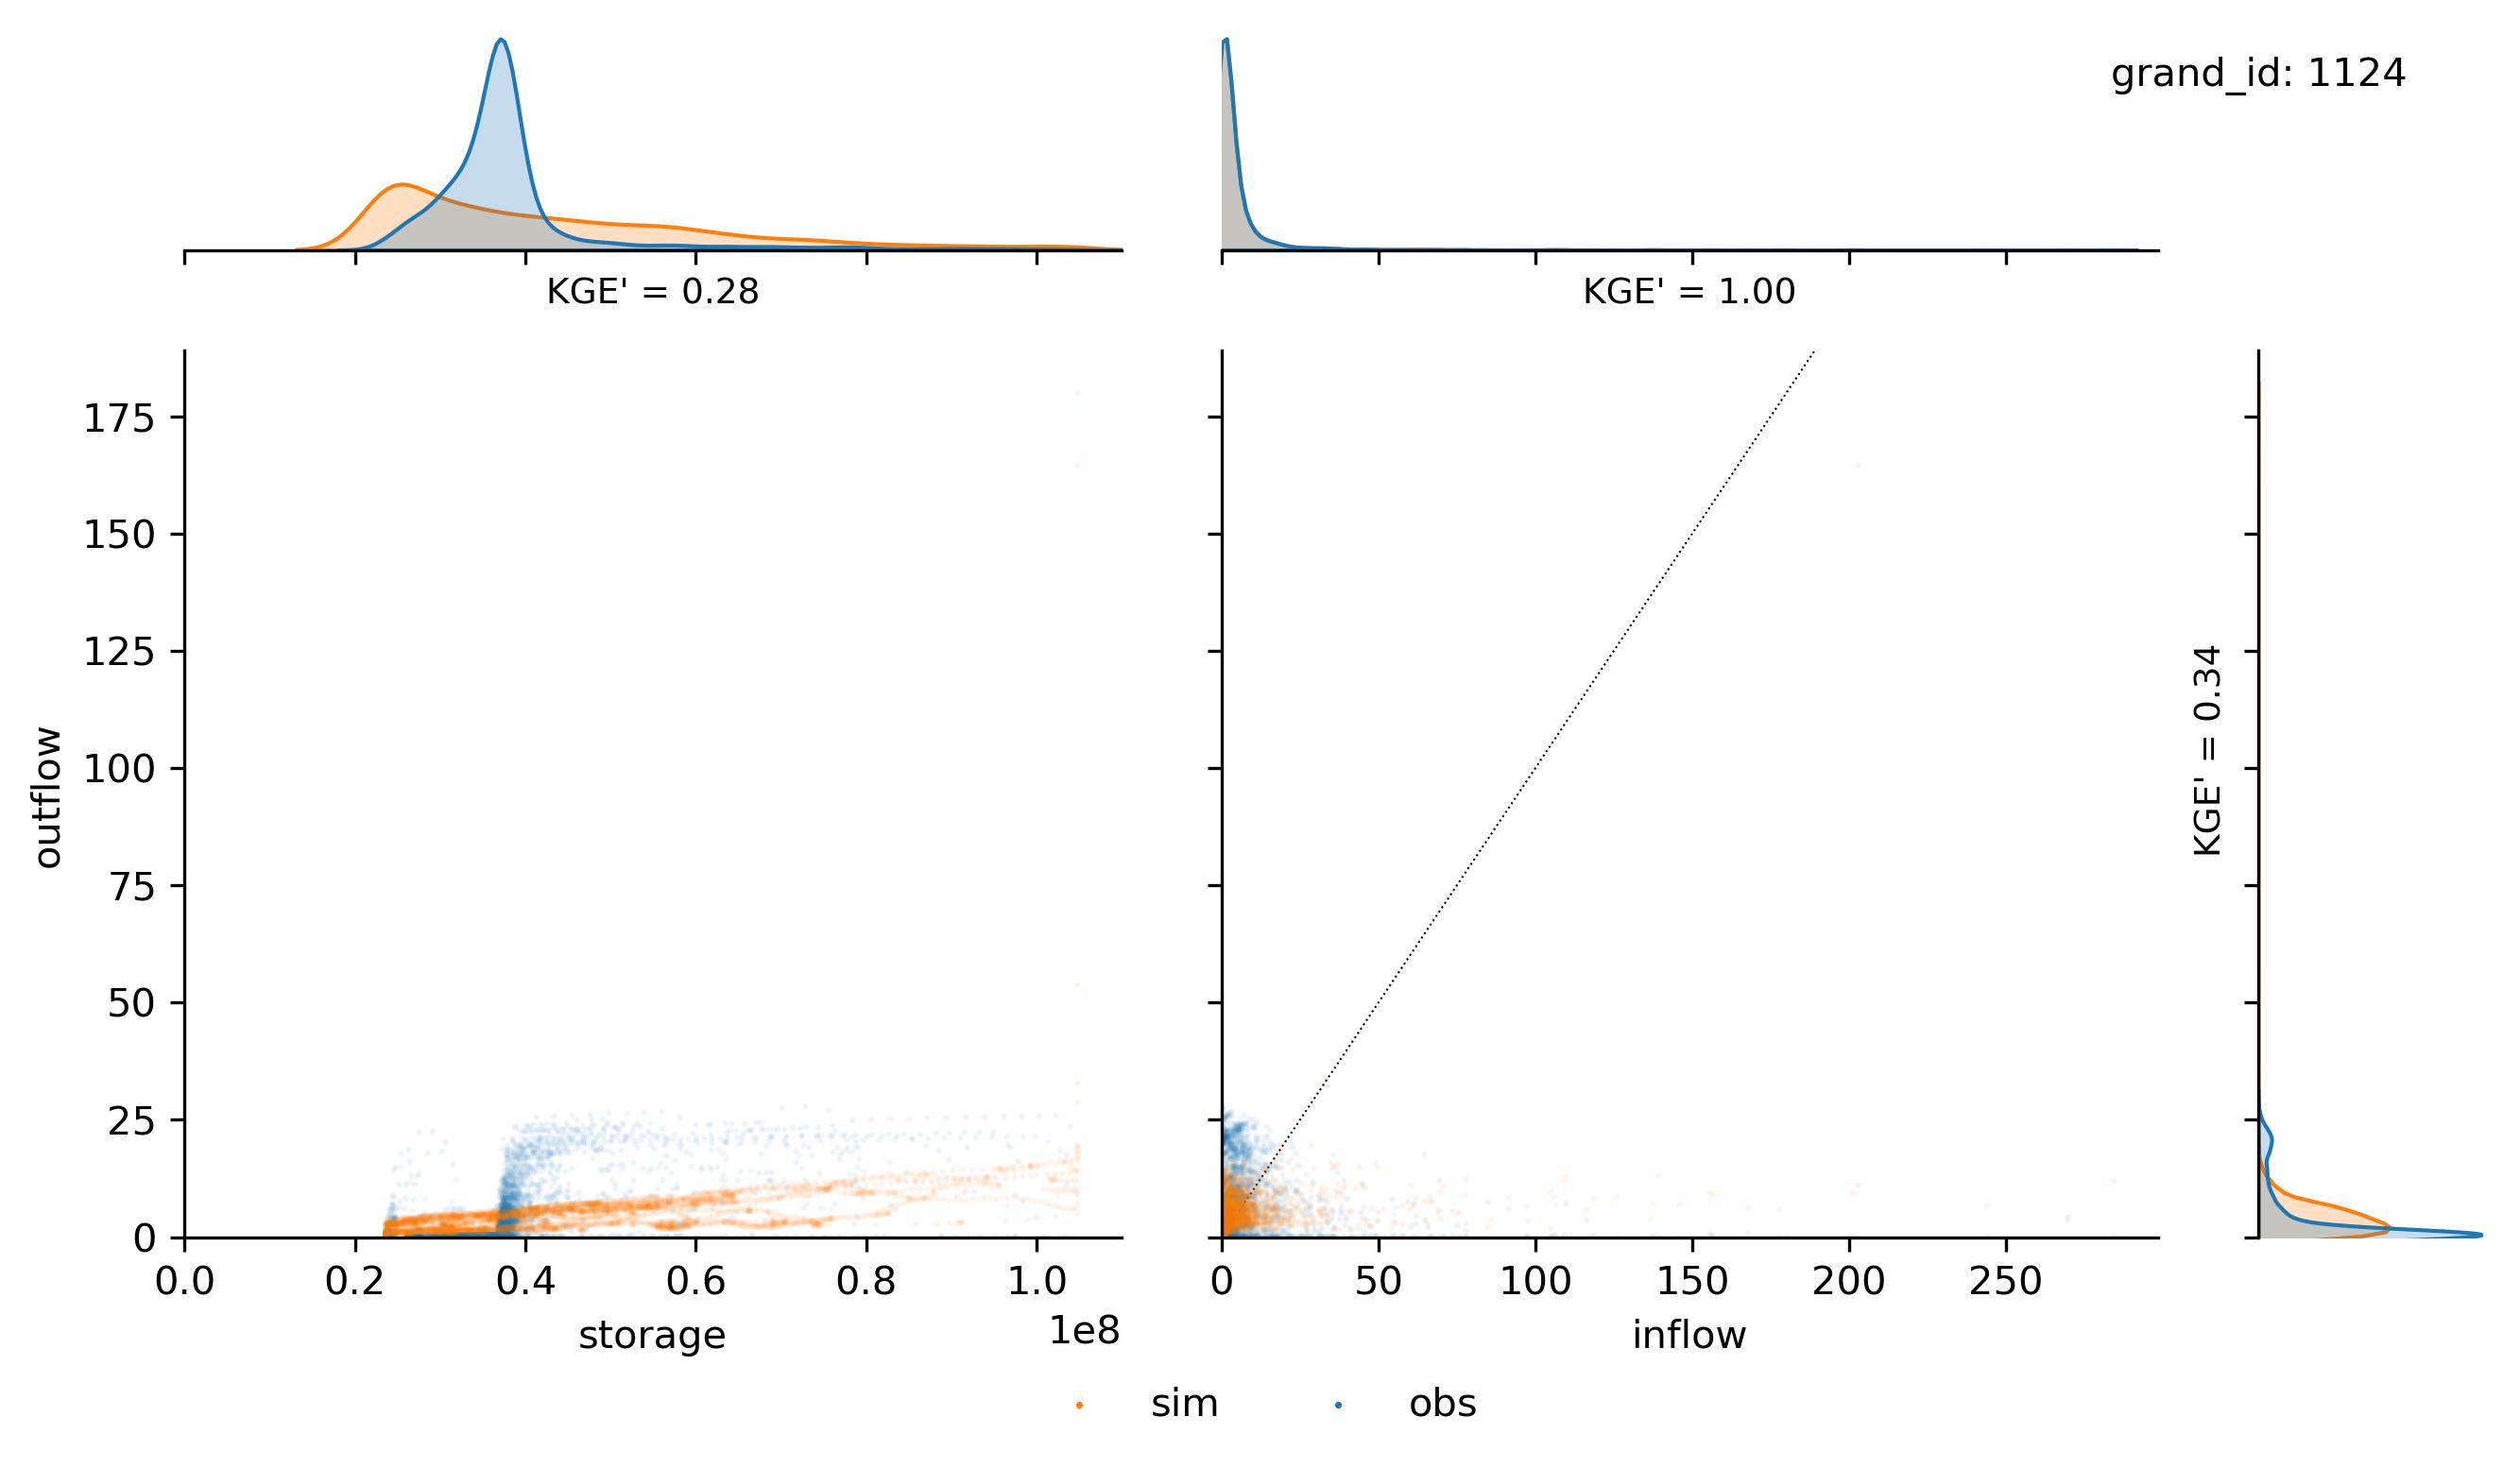 grand_id: 1124
KGE' = 0.28
KGE' = 1.00
175
150
125
100
75
50
25
0
outflow
KGE' = 0.34
0.0 0.2 0.4 0.6 0.8 1.0
1e8
storage
0 50 100 150 200 250
inflow
sim obs